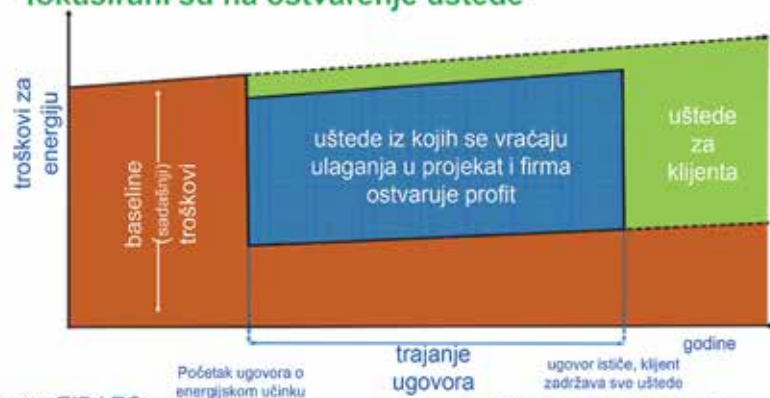 fokusirani su na ostvarenje uštede
troškovi za
energiju
baseline
(sadašnji)
troškovi
uštede iz kojih se vraćaju
ulaganja u projekat i firma
ostvaruje profit
uštede
za
klijenta
godine
Početak ugovora o
energijskom učinku
trajanje
ugovora
ugovor ističe, klijent
zadržava sve uštede